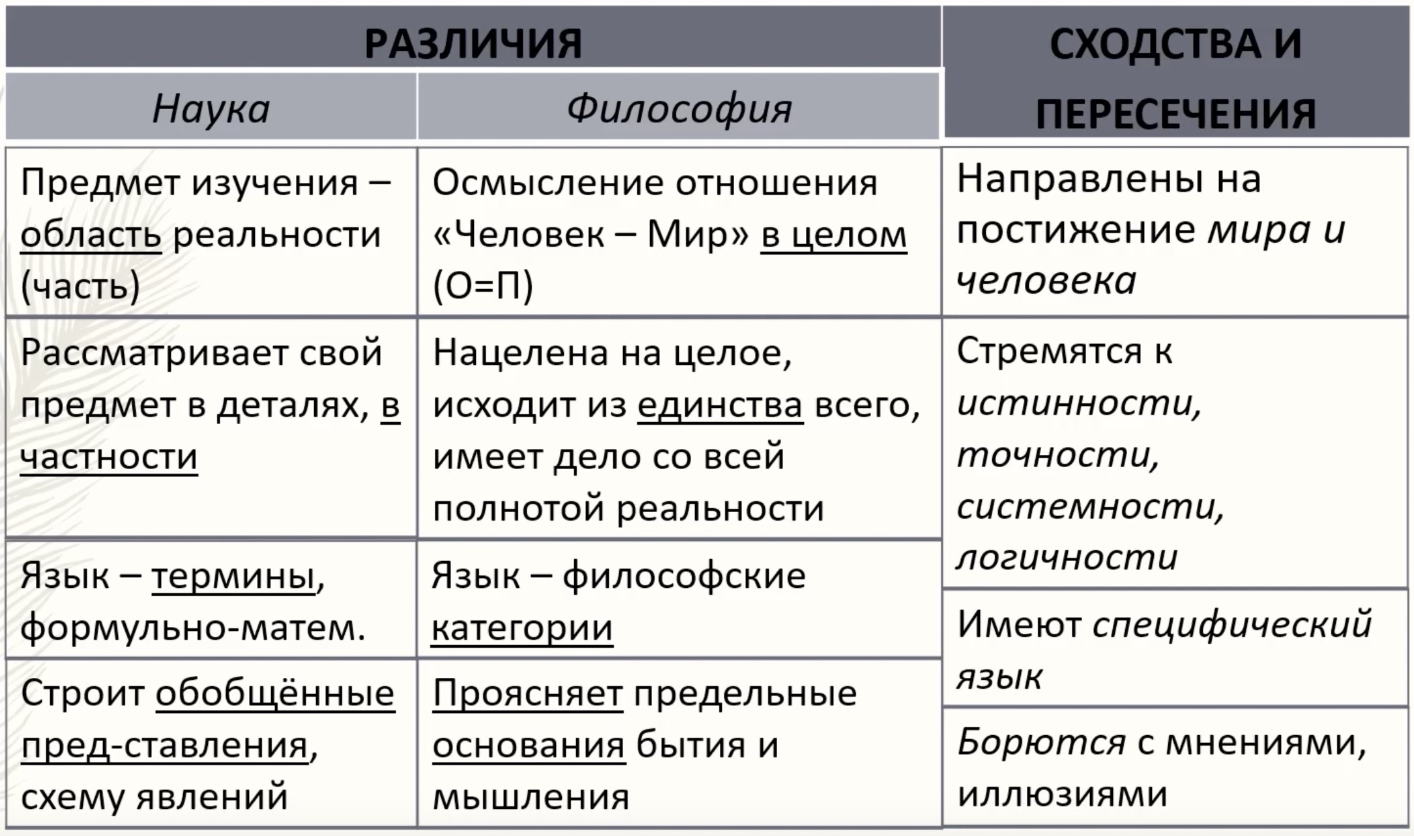 РАЗЛИЧИЯ
СХОДСТВА И
ПЕРЕСЕЧЕНИЯ
Наука
Философия
Предмет изучения –
область реальности
(часть)
Осмысление отношения
«Человек – Мир» в целом
(О=П)
Направлены на
постижение мира и
человека
Рассматривает свой
предмет в деталях, в
частности
Нацелена на целое,
исходит из единства всего,
имеет дело со всей
полнотой реальности
Стремятся к
истинности,
точности,
системности,
логичности
Язык – термины,
формульно-матем.
Язык – философские
категории
Имеют специфический
язык
Строит обобщённые
пред-ставления,
схему явлений
Проясняет предельные
основания бытия и
мышления
Борются с мнениями,
иллюзиями